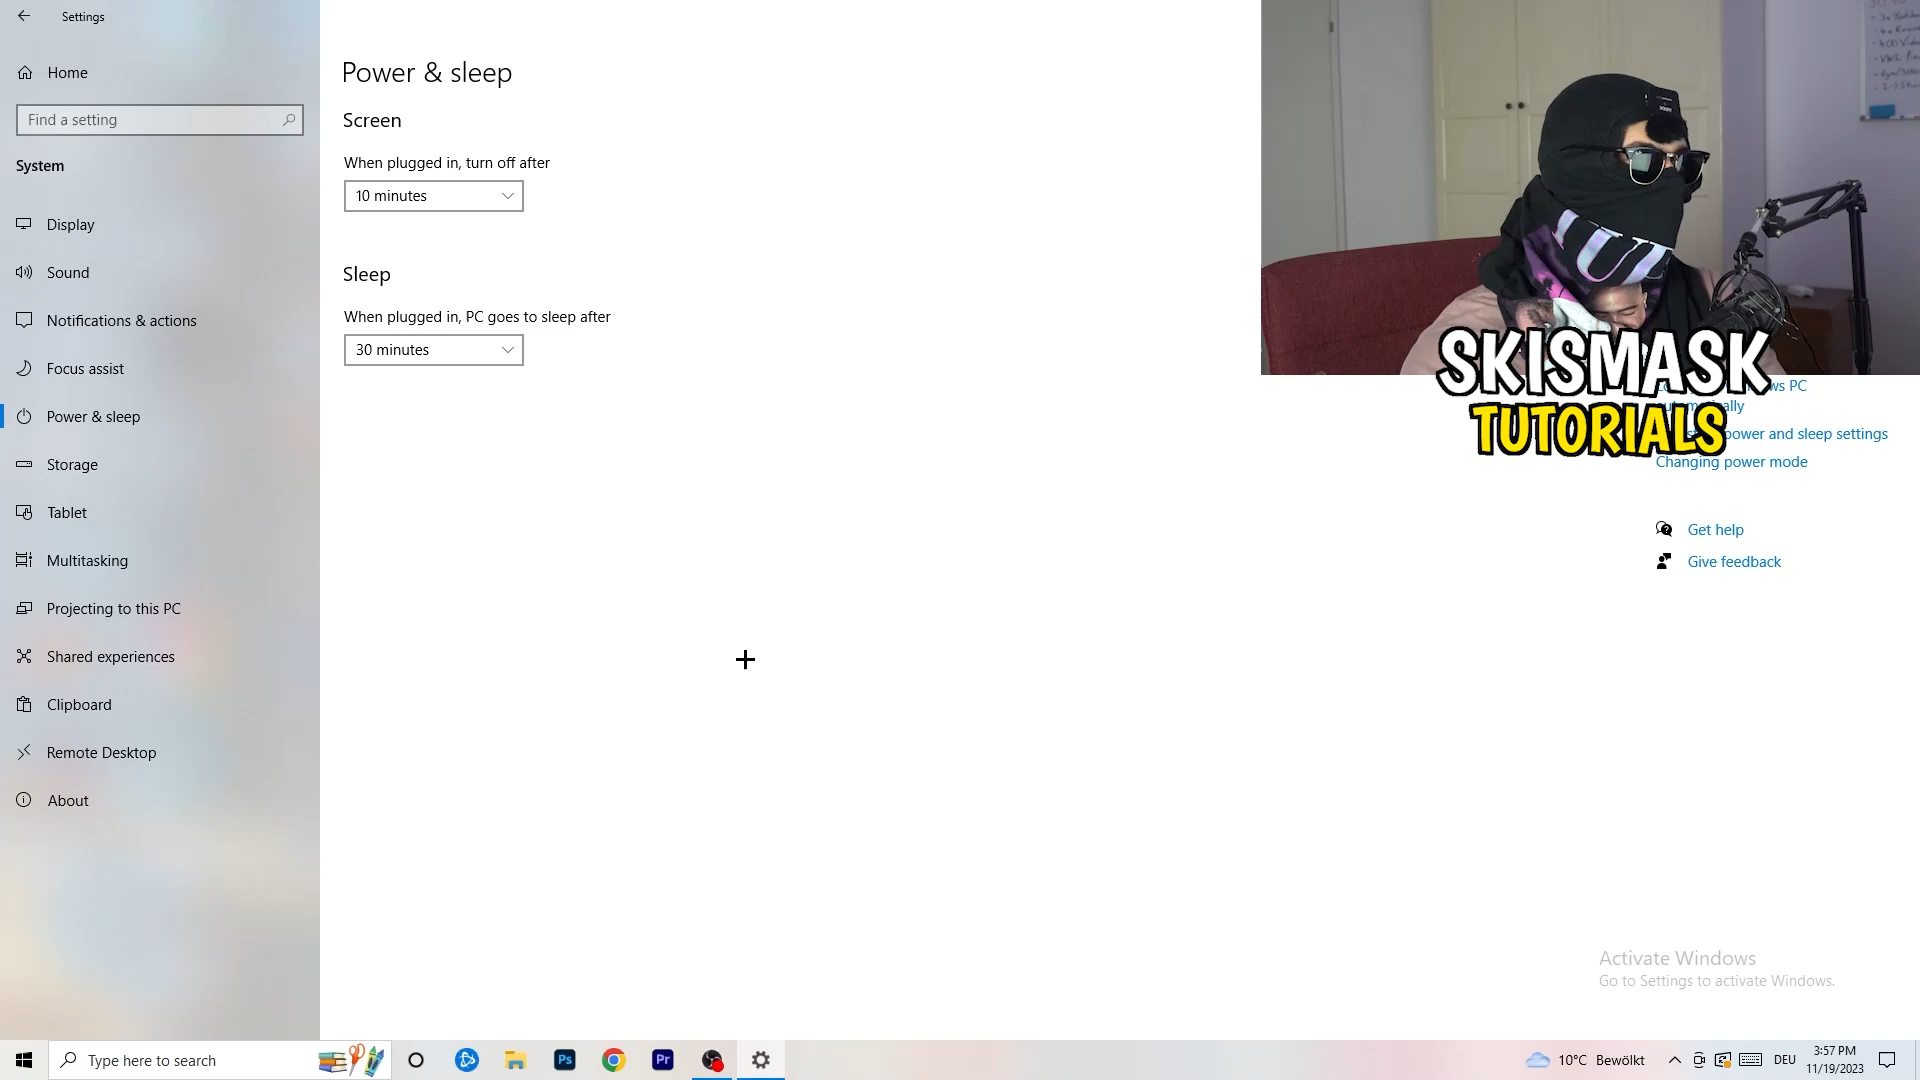 Settings
Home
Find a setting
System
Display
Sound
Notifications & actions
Focus assist
Power & sleep
Storage
Tablet
Multitasking
Projecting to this PC
Shared experiences
Clipboard
Remote Desktop
About
Power & sleep
Screen
When plugged in, turn off after
10 minutes
Sleep
When plugged in, PC goes to sleep after
30 minutes
SKISMASK
TUTORIALS
PC
power and sleep settings
Changing power mode
Get help
Give feedback
Activate Windows
Go to Settings to activate Windows.
Type here to search
Ps
Pr
10°C Bewölkt
DEU
3:57 PM
11/19/2023